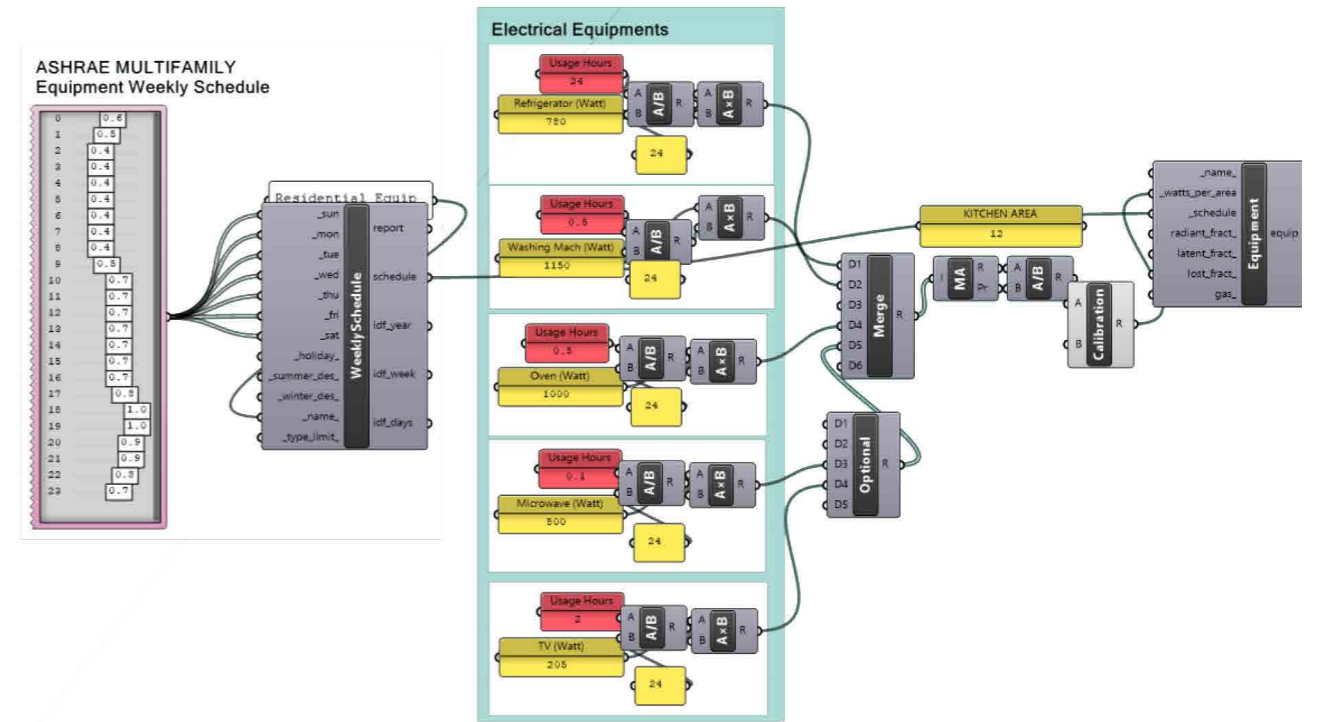 Electrical Equipments
ASHRAE MULTIFAMILY
Equipment Weekly Schedule
0 0.6
1 0.5
2 0.4
3 0.4
4 0.4
5 0.4
6 0.4
7 0.4
8 0.4
9 0.5
10 0.7
11 0.7
12 0.7
13 0.7
14 0.7
15 0.7
16 0.7
17 0.8
18 1.0
19 1.0
20 0.9
21 0.9
22 0.8
23 0.7
Residential Equip
_sun
_mon
_tue
_wed
_thu
_fri
_sat
_holiday_
_summer_des_
_winter_des_
_name_
_type_limit_
WeeklySchedule
report
schedule
idf_year
idf_week
idf_days
Usage Hours
24
Refrigerator (Watt)
780
A
B
A/B
R
A
B
A×B
R
24
Usage Hours
0.5
Washing Mach (Watt)
1150
A
B
A/B
R
A
B
A×B
R
24
Usage Hours
0.5
Oven (Watt)
1000
A
B
A/B
R
A
B
A×B
R
24
Usage Hours
0.1
Microwave (Watt)
800
A
B
A/B
R
A
B
A×B
R
24
Usage Hours
2
TV (Watt)
205
A
B
A/B
R
A
B
A×B
R
24
D1
D2
D3
D4
D5
D6
Merge
R
D1
D2
D3
D4
D5
Optional
R
KITCHEN AREA
12
I
MA
R
Pr
A
B
A/B
R
A
B
Calibration
R
_name_
_watts_per_area
_schedule
radiant_fract_
latent_fract_
lost_fract_
gas_
Equipment
equip